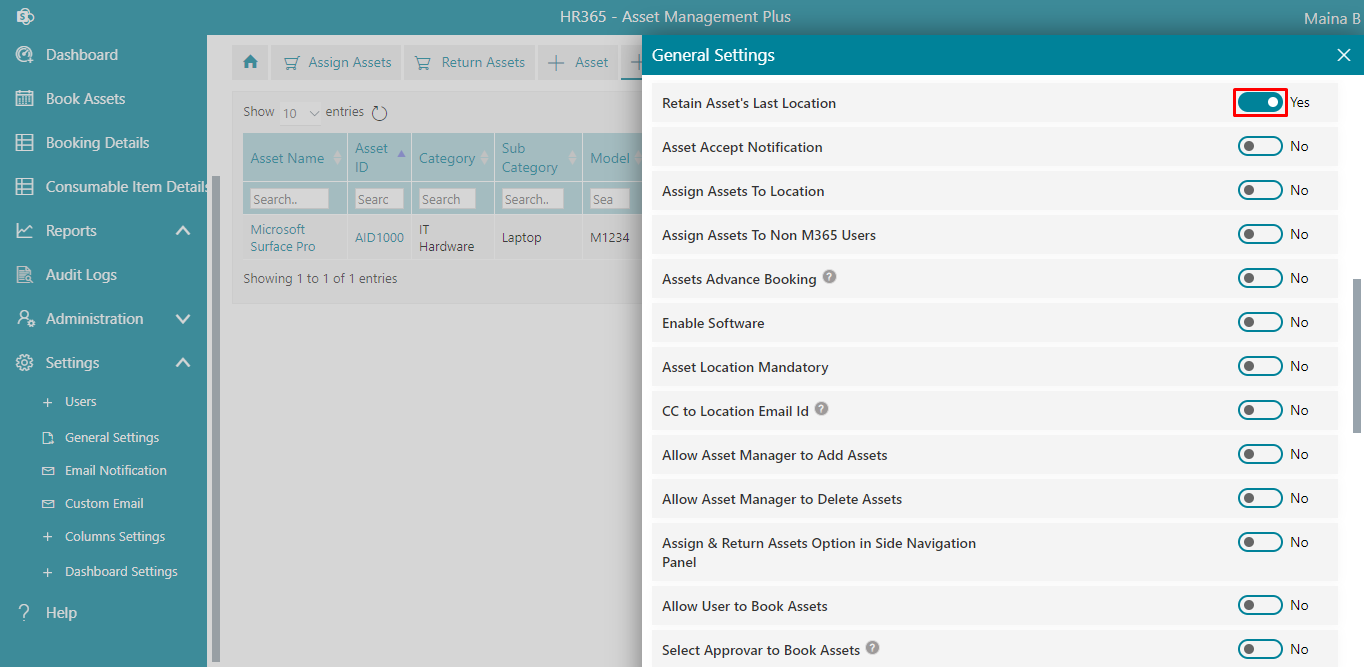 HR365 - Asset Management Plus
Maina B
Dashboard
Book Assets
Booking Details
Consumable Item Details
Reports
Audit Logs
Administration
Settings
Users
General Settings
Email Notification
Custom Email
Columns Settings
Dashboard Settings
Help
Assign Assets
Return Assets
Asset
Show 10 entries
Asset Name
Asset ID
Category
Sub Category
Model
Search..
Searc
Search
Search..
Sea
Microsoft Surface Pro
AID1000
IT Hardware
Laptop
M1234
Showing 1 to 1 of 1 entries
General Settings
Retain Asset's Last Location Yes
Asset Accept Notification No
Assign Assets To Location No
Assign Assets To Non M365 Users No
Assets Advance Booking ? No
Enable Software No
Asset Location Mandatory No
CC to Location Email Id ? No
Allow Asset Manager to Add Assets No
Allow Asset Manager to Delete Assets No
Assign & Return Assets Option in Side Navigation No
Panel
Allow User to Book Assets No
Select Approvar to Book Assets ? No